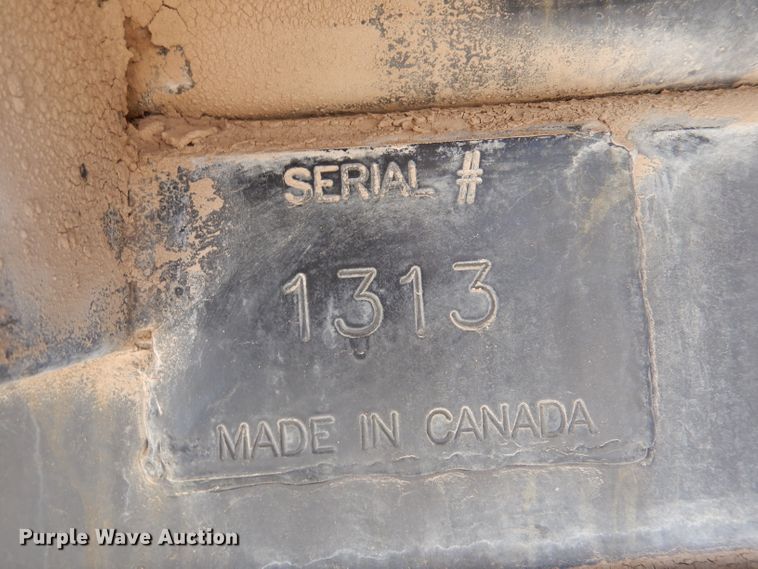 SERIAL #
1313
MADE IN CANADA
Purple Wave Auction